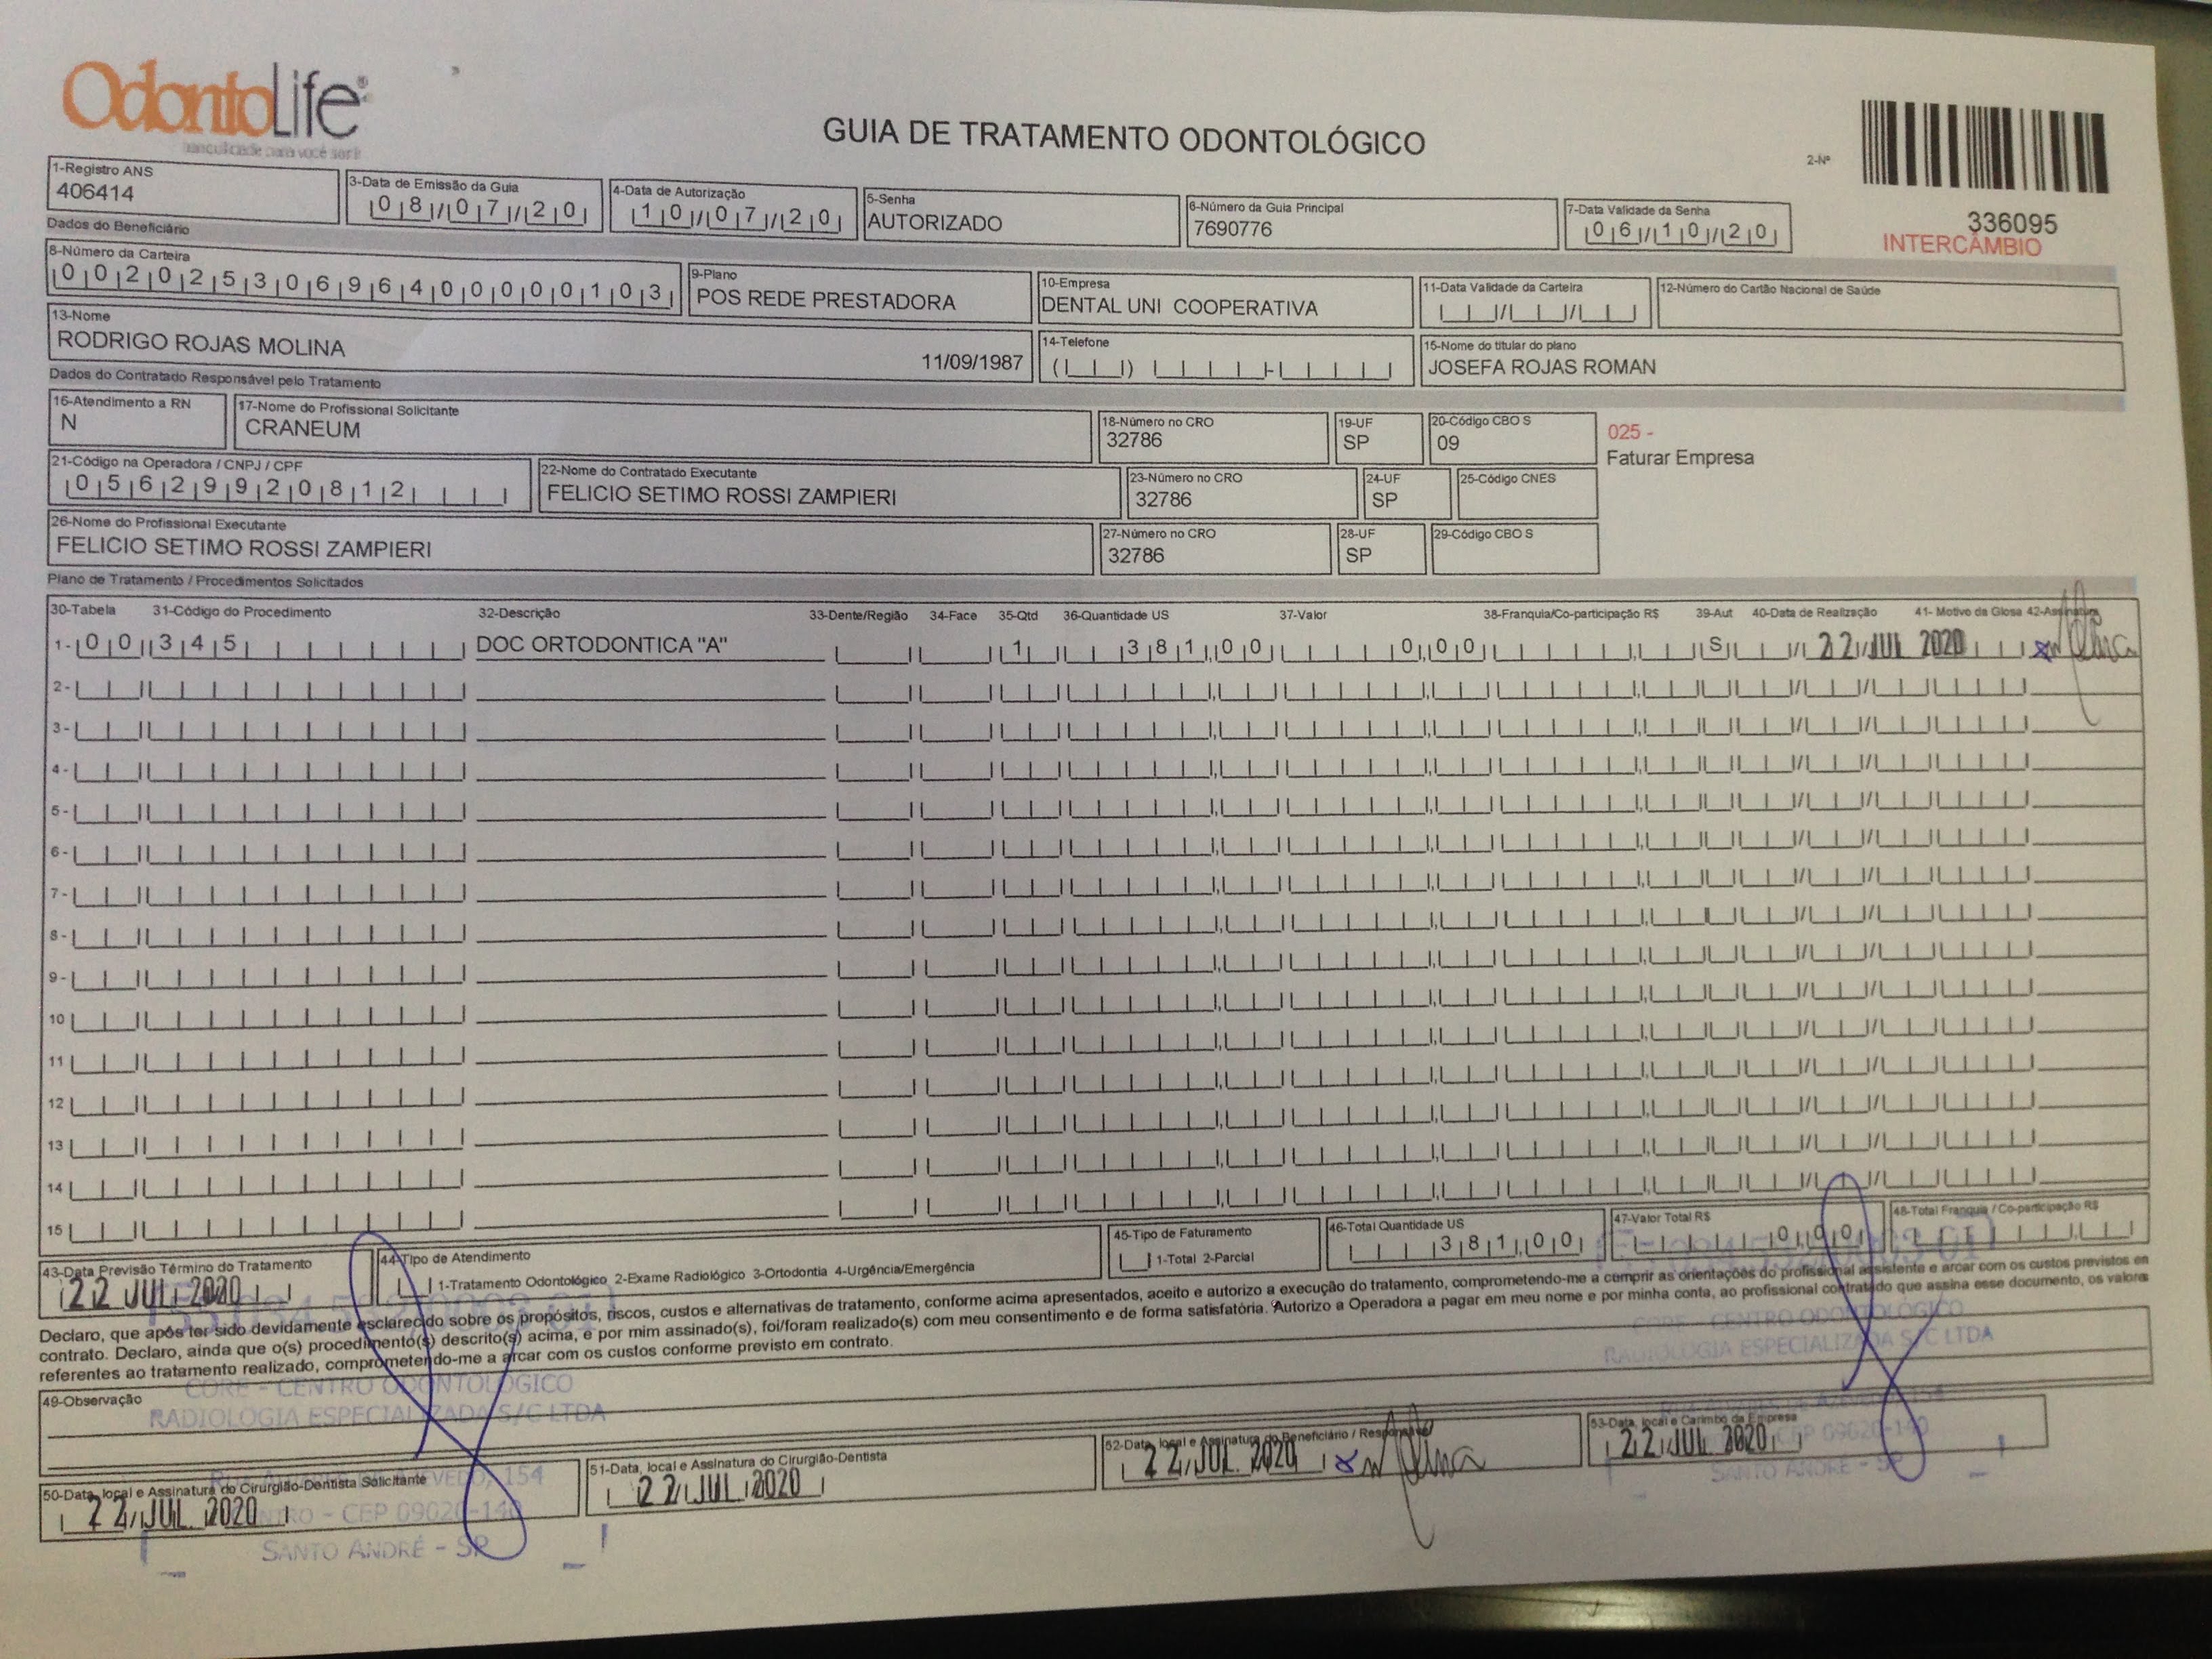 OdontoLife®
GUIA DE TRATAMENTO ODONTOLÓGICO
2-Nº
336095
INTERCÂMBIO
1-Registro ANS
406414
3-Data de Emissão da Guia
08/07/20
4-Data de Autorização
10/07/20
5-Senha
AUTORIZADO
6-Número da Guia Principal
7690776
7-Data Validade da Senha
06/10/20
Dados do Beneficiário
8-Número da Carteira
00202530696400000103
9-Plano
POS REDE PRESTADORA
10-Empresa
DENTAL UNI COOPERATIVA
11-Data Validade da Carteira
12-Número do Cartão Nacional de Saúde
13-Nome
RODRIGO ROJAS MOLINA 11/09/1987
14-Telefone
15-Nome do titular do plano
JOSEFA ROJAS ROMAN
Dados do Contratado Responsável pelo Tratamento
16-Atendimento a RN
N
17-Nome do Profissional Solicitante
CRANEUM
18-Número no CRO
32786
19-UF
SP
20-Código CBO S
09
025 -
Faturar Empresa
21-Código na Operadora / CNPJ / CPF
05629920812
22-Nome do Contratado Executante
FELICIO SETIMO ROSSI ZAMPIERI
23-Número no CRO
32786
24-UF
SP
25-Código CNES
26-Nome do Profissional Executante
FELICIO SETIMO ROSSI ZAMPIERI
27-Número no CRO
32786
28-UF
SP
29-Código CBO S
Plano de Tratamento / Procedimentos Solicitados
30-Tabela 31-Código do Procedimento 32-Descrição 33-Dente/Região 34-Face 35-Qtd 36-Quantidade US 37-Valor 38-Franquia/Co-participação R$ 39-Aut 40-Data de Realização 41- Motivo da Glosa 42-Assinatura
1- 00 345 DOC ORTODONTICA "A" 1 381,00 0,00 S 22 JUL 2020
2-
3-
4-
5-
6-
7-
8-
9-
10
11
12
13
14
15
43-Data Previsão Término do Tratamento
22 JUL 2020
44-Tipo de Atendimento
1-Tratamento Odontológico 2-Exame Radiológico 3-Ortodontia 4-Urgência/Emergência
45-Tipo de Faturamento
1-Total 2-Parcial
46-Total Quantidade US
381,00
47-Valor Total R$
0,00
48-Total Franquia / Co-participação R$
Declaro, que após ter sido devidamente esclarecido sobre os propósitos, riscos, custos e alternativas de tratamento, conforme acima apresentados, aceito e autorizo a execução do tratamento, comprometendo-me a cumprir as orientações do profissional assistente e arcar com os custos previstos em
contrato. Declaro, ainda que o(s) procedimento(s) descrito(s) acima, e por mim assinado(s), foi/foram realizado(s) com meu consentimento e de forma satisfatória. Autorizo a Operadora a pagar em meu nome e por minha conta, ao profissional contratado que assina esse documento, os valores
referentes ao tratamento realizado, comprometendo-me a arcar com os custos conforme previsto em contrato.
CORE - CENTRO ODONTOLÓGICO
RADIOLOGIA ESPECIALIZADA S/C LTDA
CORE - CENTRO ODONTOLÓGICO
RADIOLOGIA ESPECIALIZADA S/C LTDA
49-Observação
50-Data, local e Assinatura do Cirurgião-Dentista Solicitante
22 JUL 2020
CEP 09020-140
SANTO ANDRÉ - SP
51-Data, local e Assinatura do Cirurgião-Dentista
22 JUL 2020
52-Data, local e Assinatura do Beneficiário / Responsável
22 JUL 2020
53-Data, local e Carimbo da Empresa
22 JUL 2020
CEP 09020-140
SANTO ANDRÉ - SP